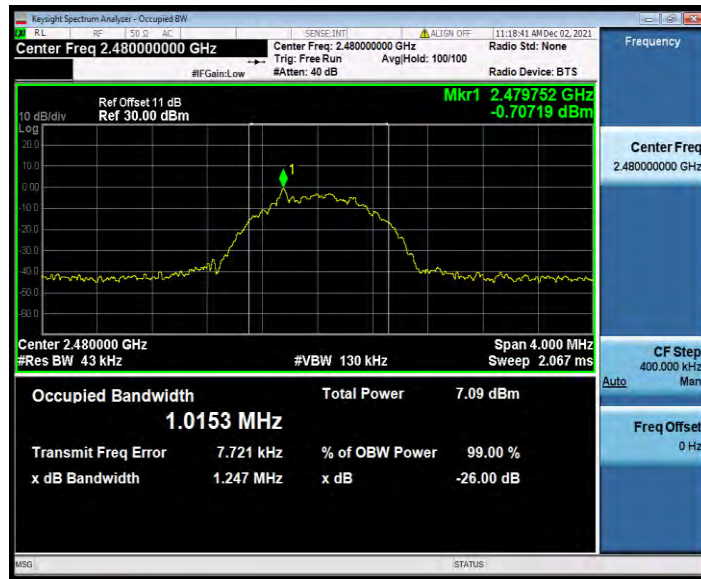 Keysight Spectrum Analyzer - Occupied BW
RL RF 50 Ω AC SENSE:INT ALIGN OFF 11:18:41 AM Dec 02, 2021
Center Freq 2.480000000 GHz
#IFGain:Low
Center Freq: 2.480000000 GHz
Trig: Free Run Avg|Hold: 100/100
#Atten: 40 dB
Radio Std: None
Radio Device: BTS
Ref Offset 11 dB
10 dB/div Ref 30.00 dBm
Mkr1 2.479752 GHz
-0.70719 dBm
Log
20.0
10.0
0.00
-10.0
-20.0
-30.0
-40.0
-50.0
-60.0
1
Center 2.480000 GHz Span 4.000 MHz
#Res BW 43 kHz #VBW 130 kHz Sweep 2.067 ms
Occupied Bandwidth Total Power 7.09 dBm
1.0153 MHz
Transmit Freq Error 7.721 kHz % of OBW Power 99.00 %
x dB Bandwidth 1.247 MHz x dB -26.00 dB
MSG STATUS
Frequency
Center Freq
2.480000000 GHz
CF Step
400.000 kHz
Auto Man
Freq Offset
0 Hz